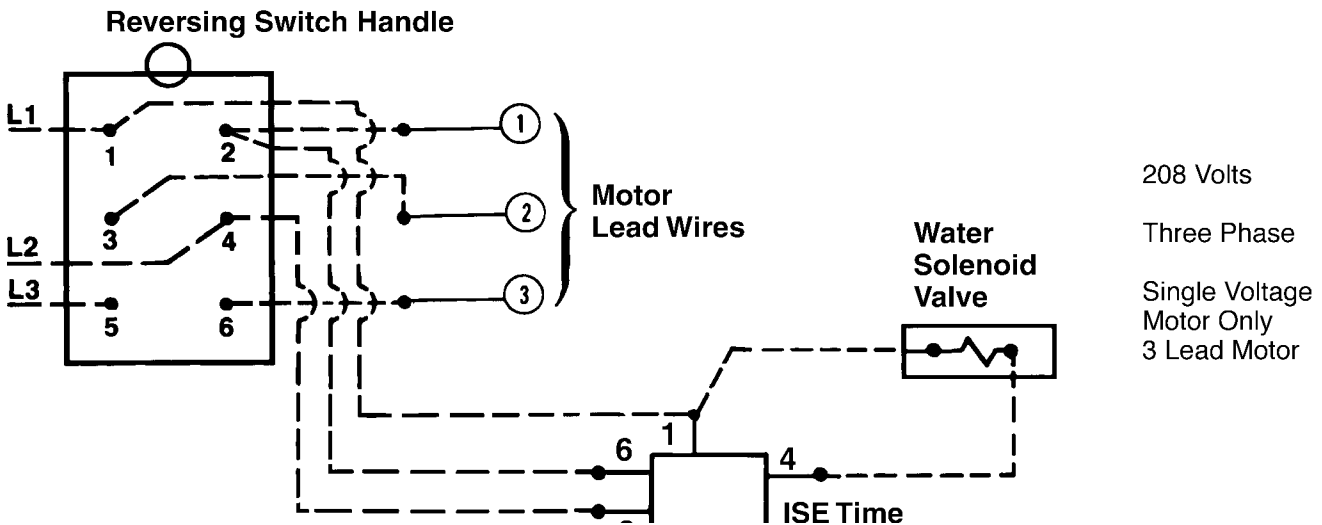 Reversing Switch Handle
L1
1
2
1
Motor
Lead Wires
2
3
4
L2
L3
5
6
3
208 Volts
Three Phase
Single Voltage
Motor Only
3 Lead Motor
Water
Solenoid
Valve
1
6
4
ISE Time